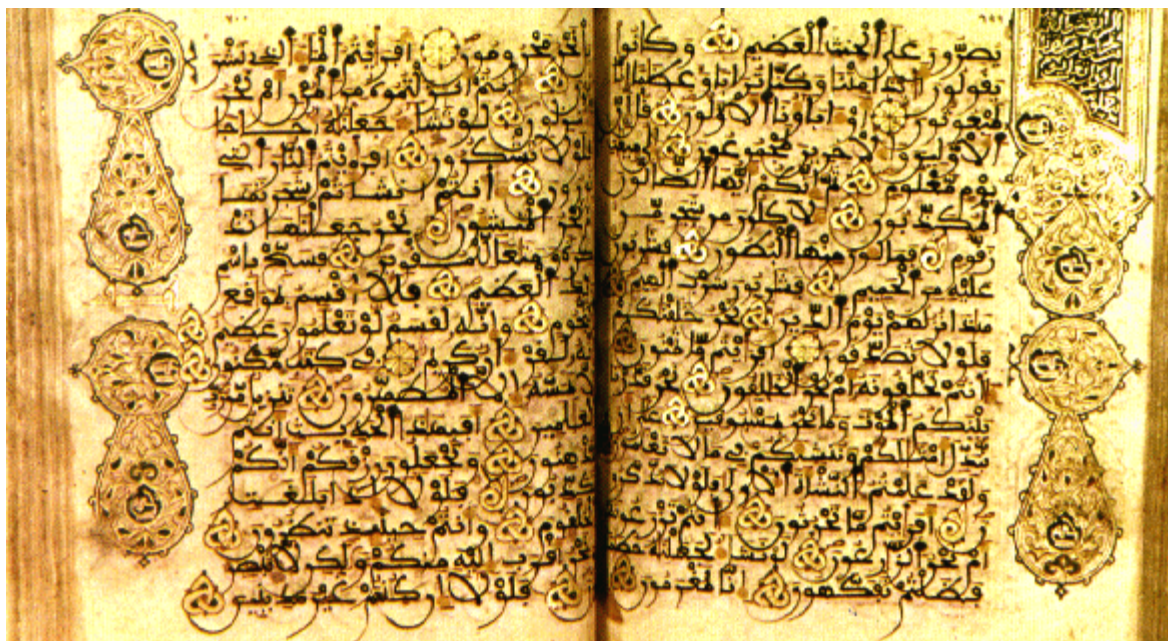 ٦٩٩
يصرون على الحنث العظيم وكانوا
يقولون أئذا متنا وكنا ترابا وعظاما إنا
لمبعوثون أو آباؤنا الأولون قل إن
الأولين والآخرين لمجموعون إلى ميقات
يوم معلوم ثم إنكم أيها الضالون
المكذبون لآكلون من شجر من
زقوم فمالئون منها البطون فشاربون
عليه من الحميم فشاربون شرب الهيم
هذا نزلهم يوم الدين نحن خلقناكم
فلولا تصدقون أفرأيتم ما تمنون
أأنتم تخلقونه أم نحن الخالقون نحن قدرنا
بينكم الموت وما نحن بمسبوقين على أن
نبدل أمثالكم وننشئكم في ما لا تعلمون
ولقد علمتم النشأة الأولى فلولا تذكرون
أفرأيتم ما تحرثون أأنتم تزرعونه
أم نحن الزارعون لو نشاء لجعلناه حطاما
فظلتم تفكهون إنا لمغرمون
٧٠٠
بل نحن محرومون أفرأيتم الماء الذي تشر
بون أأنتم أنزلتموه من المزن أم نحن
المنزلون لو نشاء جعلناه أجاجا
فلولا تشكرون أفرأيتم النار التي
تورون أأنتم أنشأتم شجرتها
أم نحن المنشئون نحن جعلناها تذ
كرة ومتاعا للمقوين فسبح باسم
ربك العظيم فلا أقسم بمواقع
النجوم وإنه لقسم لو تعلمون عظيم
إنه لقرآن كريم في كتاب مكنون
لا يمسه إلا المطهرون تنزيل من رب
العالمين أفبهذا الحديث أنتم
مدهنون وتجعلون رزقكم أنكم
تكذبون فلولا إذا بلغت
الحلقوم وأنتم حينئذ تنظرون
ونحن أقرب إليه منكم ولكن لا تبصر
ون فلولا إن كنتم غير مدينين